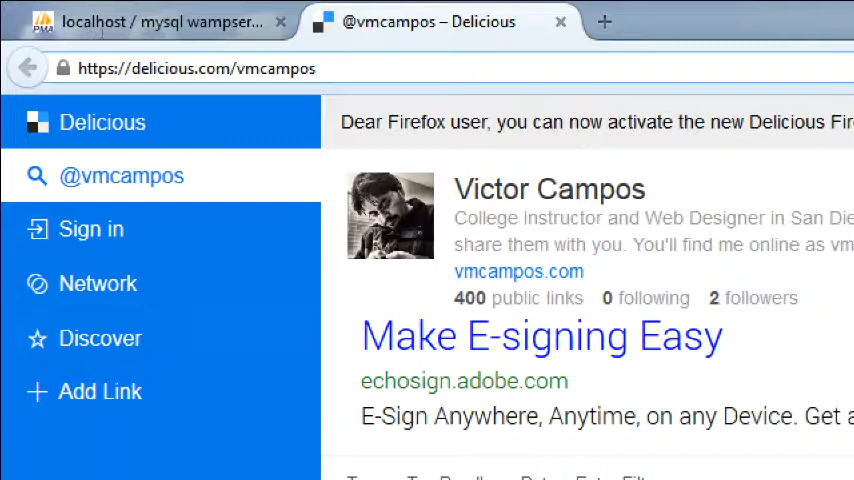 PMA localhost / mysql wampser...
@vmcampos – Delicious
https://delicious.com/vmcampos
Delicious
Dear Firefox user, you can now activate the new Delicious Fir
@vmcampos
Sign in
Network
Discover
Add Link
Victor Campos
College Instructor and Web Designer in San Die
share them with you. You'll find me online as vm
vmcampos.com
400 public links 0 following 2 followers
Make E-signing Easy
echosign.adobe.com
E-Sign Anywhere, Anytime, on any Device. Get a